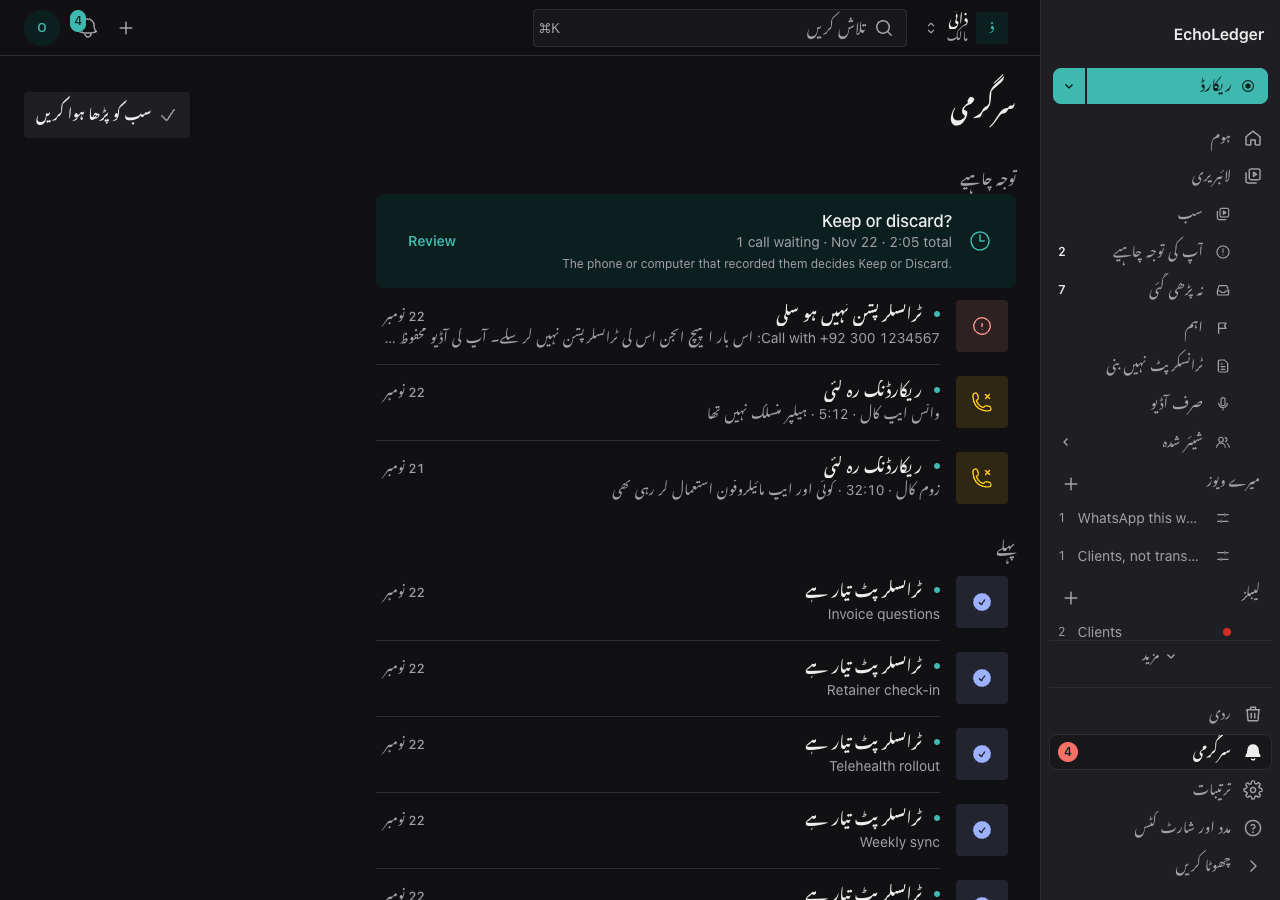 EchoLedger
ریکارڈ
ہوم
لائبریری
سب
آپ کی توجہ چاہیے
2
نہ پڑھی گئی
7
اہم
ٹرانسکرپٹ نہیں بنی
صرف آڈیو
شیئر شدہ
میرے ویوز
WhatsApp this w...
1
Clients, not trans...
1
لیبلز
Clients
2
مزید
ردی
سرگرمی
4
ترتیبات
مدد اور شارٹ کٹس
چھوٹا کریں
ذ
ذاتی
مالک
تلاش کریں
⌘K
4
O
سرگرمی
سب کو پڑھا ہوا کریں
توجہ چاہیے
Keep or discard?
1 call waiting · Nov 22 · 2:05 total
The phone or computer that recorded them decides Keep or Discard.
Review
ٹرانسکرپشن نہیں ہو سکی
22 نومبر
Call with +92 300 1234567: اس بار اسپیچ انجن اس کی ٹرانسکرپشن نہیں کر سکے۔ آپ کی آڈیو محفوظ ...
ریکارڈنگ رہ گئی
22 نومبر
واٹس ایپ کال · 5:12 · ہیلپر منسلک نہیں تھا
ریکارڈنگ رہ گئی
21 نومبر
زوم کال · 32:10 · کوئی اور ایپ مائیکروفون استعمال کر رہی تھی
پہلے
ٹرانسکرپٹ تیار ہے
22 نومبر
Invoice questions
ٹرانسکرپٹ تیار ہے
22 نومبر
Retainer check-in
ٹرانسکرپٹ تیار ہے
22 نومبر
Telehealth rollout
ٹرانسکرپٹ تیار ہے
22 نومبر
Weekly sync
ٹرانسکرپٹ تیار ہے
22 نومبر